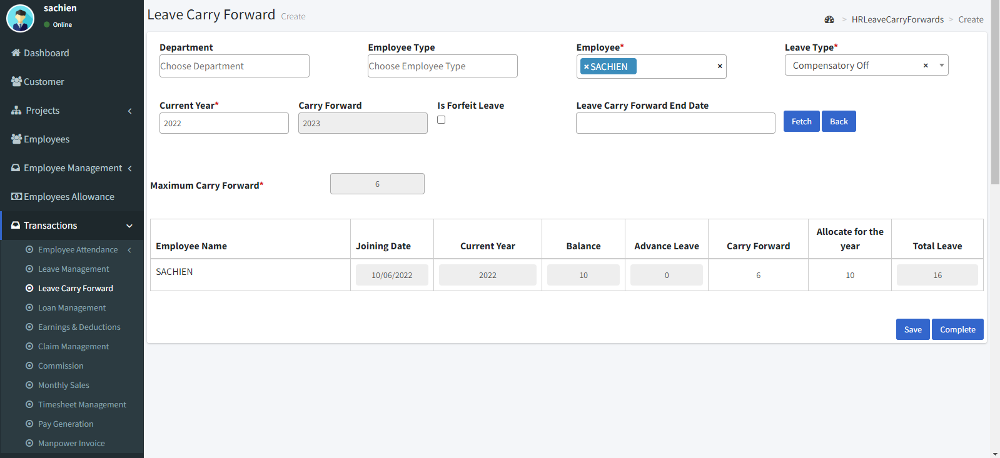 sachien
Online
Dashboard
Customer
Projects
Employees
Employee Management
Employees Allowance
Transactions
Employee Attendance
Leave Management
Leave Carry Forward
Loan Management
Earnings & Deductions
Claim Management
Commission
Monthly Sales
Timesheet Management
Pay Generation
Manpower Invoice
Leave Carry Forward Create
> HRLeaveCarryForwards > Create
Department Employee Type Employee* Leave Type*
Choose Department Choose Employee Type ×SACHIEN × Compensatory Off ×
Current Year* Carry Forward Is Forfeit Leave Leave Carry Forward End Date
2022 2023 Fetch Back
Maximum Carry Forward* 6
Employee Name Joining Date Current Year Balance Advance Leave Carry Forward Allocate for the year Total Leave
SACHIEN 10/06/2022 2022 10 0 6 10 16
Save Complete